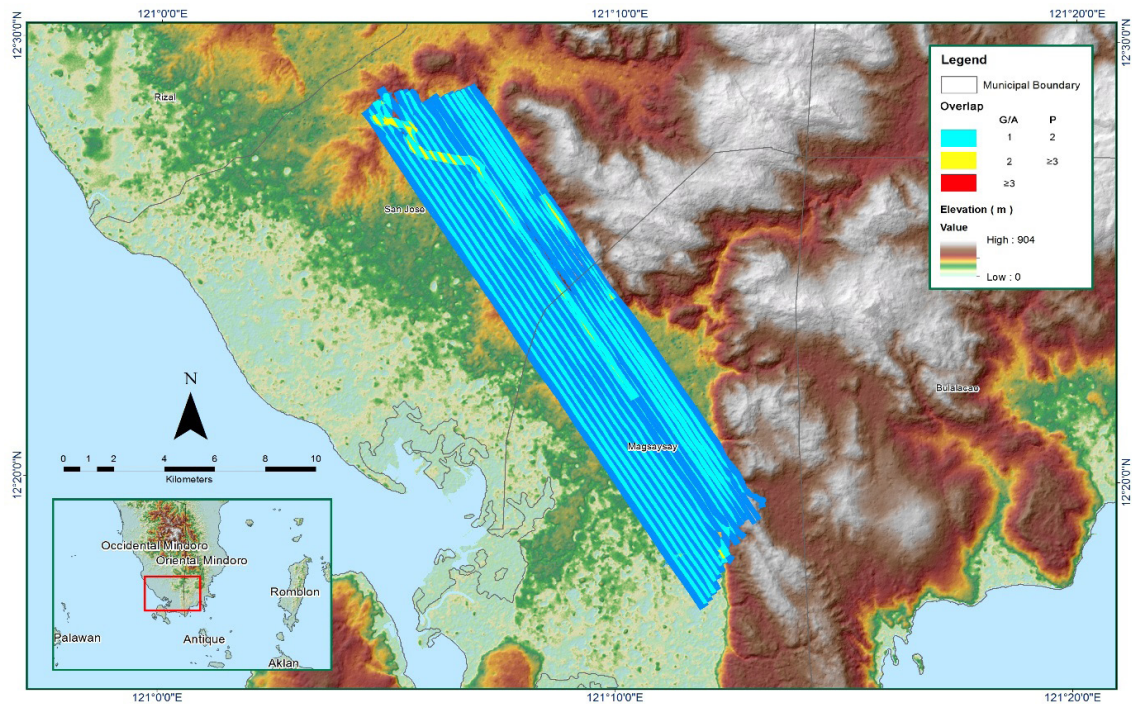 121°0'0"E 121°10'0"E 121°20'0"E
12°30'0"N 12°30'0"N
Legend
Municipal Boundary
Overlap
G/A P
1 2
2 ≥3
≥3
Elevation ( m )
Value
High : 904
Low : 0
Rizal
San Jose
Bulalacao
Magsaysay
N
0 1 2 4 6 8 10
Kilometers
12°20'0"N 12°20'0"N
Occidental Mindoro
Oriental Mindoro
Romblon
Palawan
Antique
Aklan
121°0'0"E 121°10'0"E 121°20'0"E